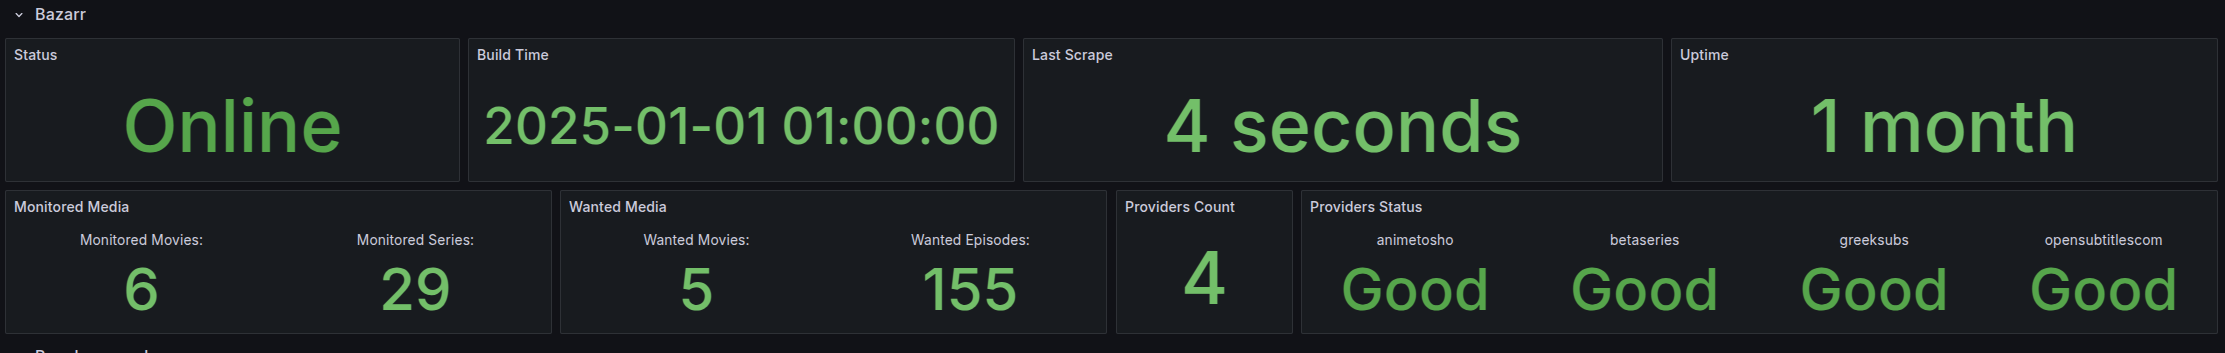 Bazarr
Status
Build Time
Last Scrape
Uptime
Online
2025-01-01 01:00:00
4 seconds
1 month
Monitored Media
Wanted Media
Providers Count
Providers Status
Monitored Movies:
Monitored Series:
Wanted Movies:
Wanted Episodes:
animetosho
betaseries
greeksubs
opensubtitlescom
6
29
5
155
4
Good
Good
Good
Good